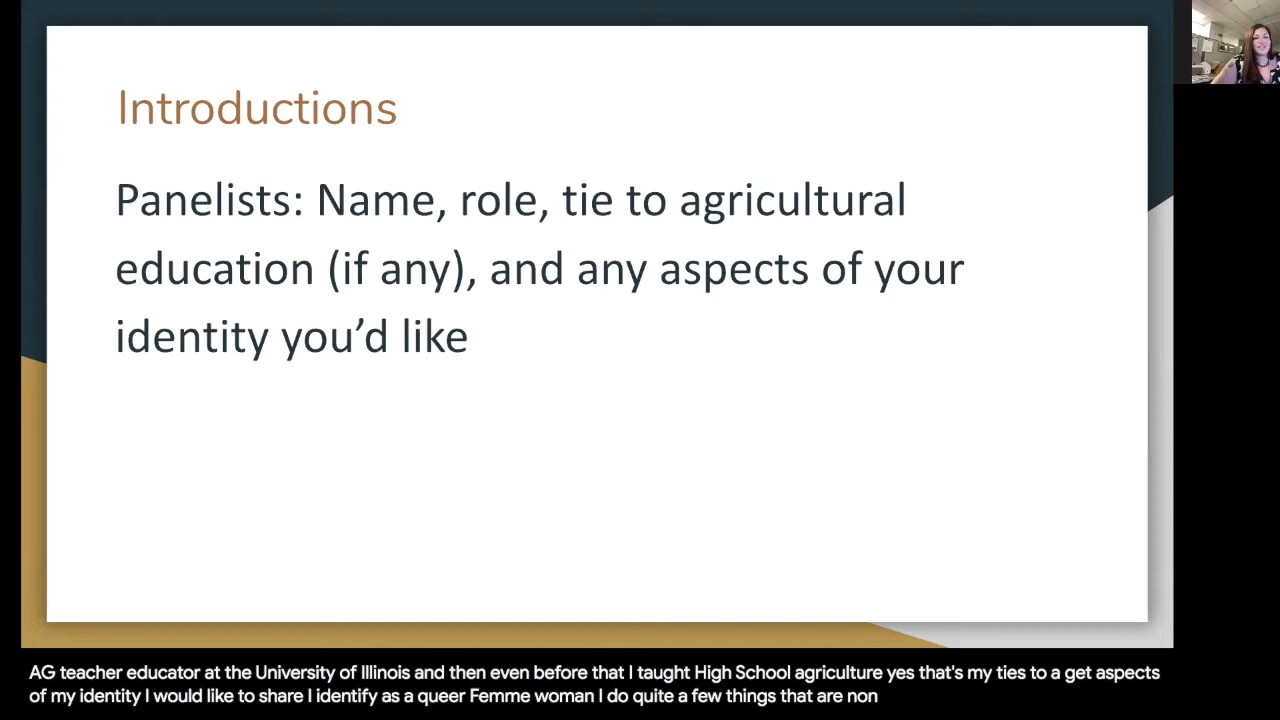 Introductions
Panelists: Name, role, tie to agricultural
education (if any), and any aspects of your
identity you’d like
AG teacher educator at the University of Illinois and then even before that I taught High School agriculture yes that's my ties to a get aspects
of my identity I would like to share I identify as a queer Femme woman I do quite a few things that are non